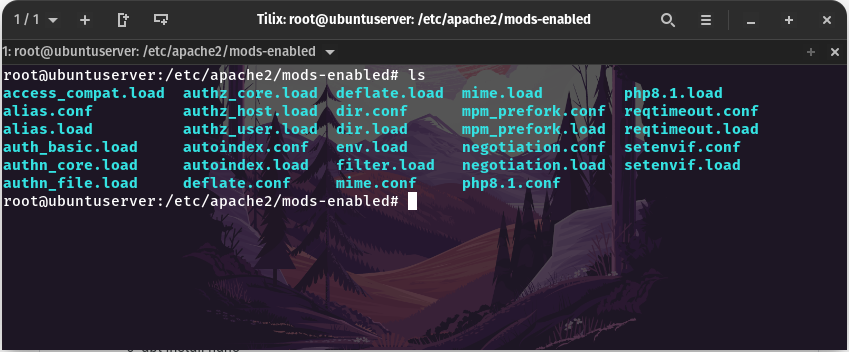 1 / 1 Tilix: root@ubuntuserver: /etc/apache2/mods-enabled
1: root@ubuntuserver: /etc/apache2/mods-enabled
root@ubuntuserver:/etc/apache2/mods-enabled# ls
access_compat.load authz_core.load deflate.load mime.load php8.1.load
alias.conf authz_host.load dir.conf mpm_prefork.conf reqtimeout.conf
alias.load authz_user.load dir.load mpm_prefork.load reqtimeout.load
auth_basic.load autoindex.conf env.load negotiation.conf setenvif.conf
authn_core.load autoindex.load filter.load negotiation.load setenvif.load
authn_file.load deflate.conf mime.conf php8.1.conf
root@ubuntuserver:/etc/apache2/mods-enabled#